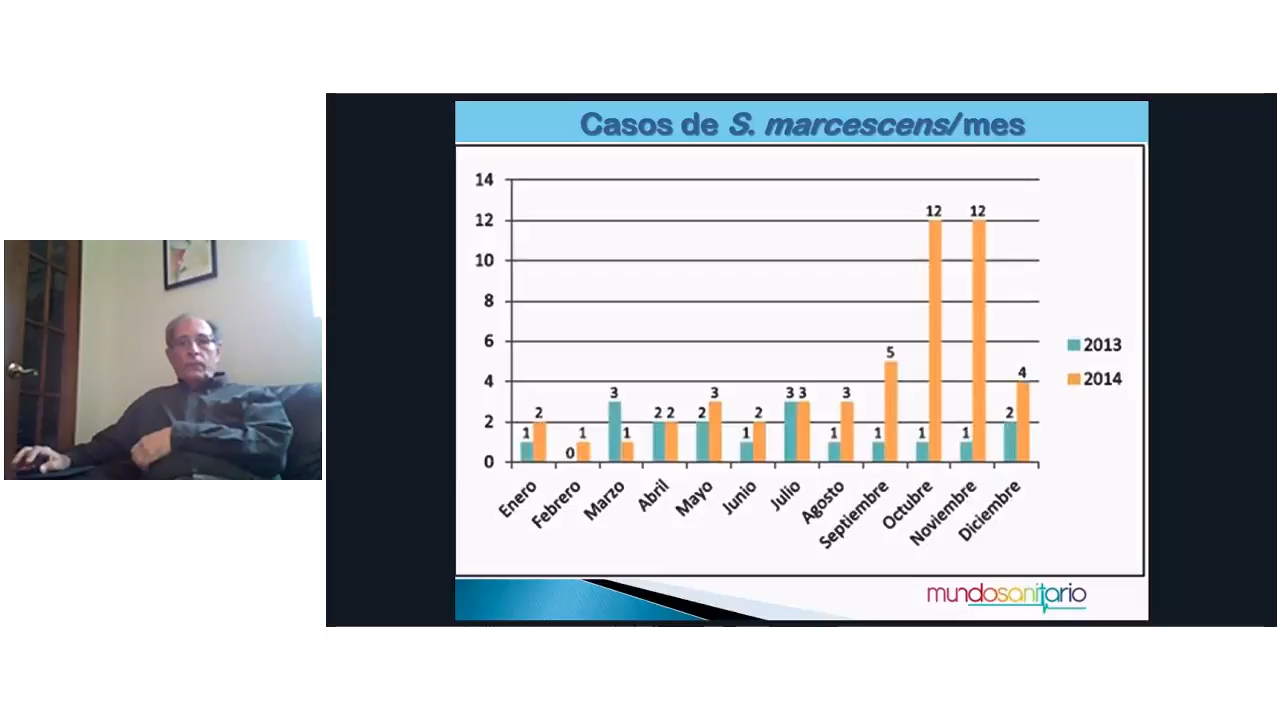 Casos de S. marcescens/mes
14
12
10
8
6
4
2
0
1 2
0 1
3 1
2 2
2 3
1 2
3 3
1 3
1 5
1 12
1 12
2 4
Enero
Febrero
Marzo
Abril
Mayo
Junio
Julio
Agosto
Septiembre
Octubre
Noviembre
Diciembre
2013
2014
mundosanitario